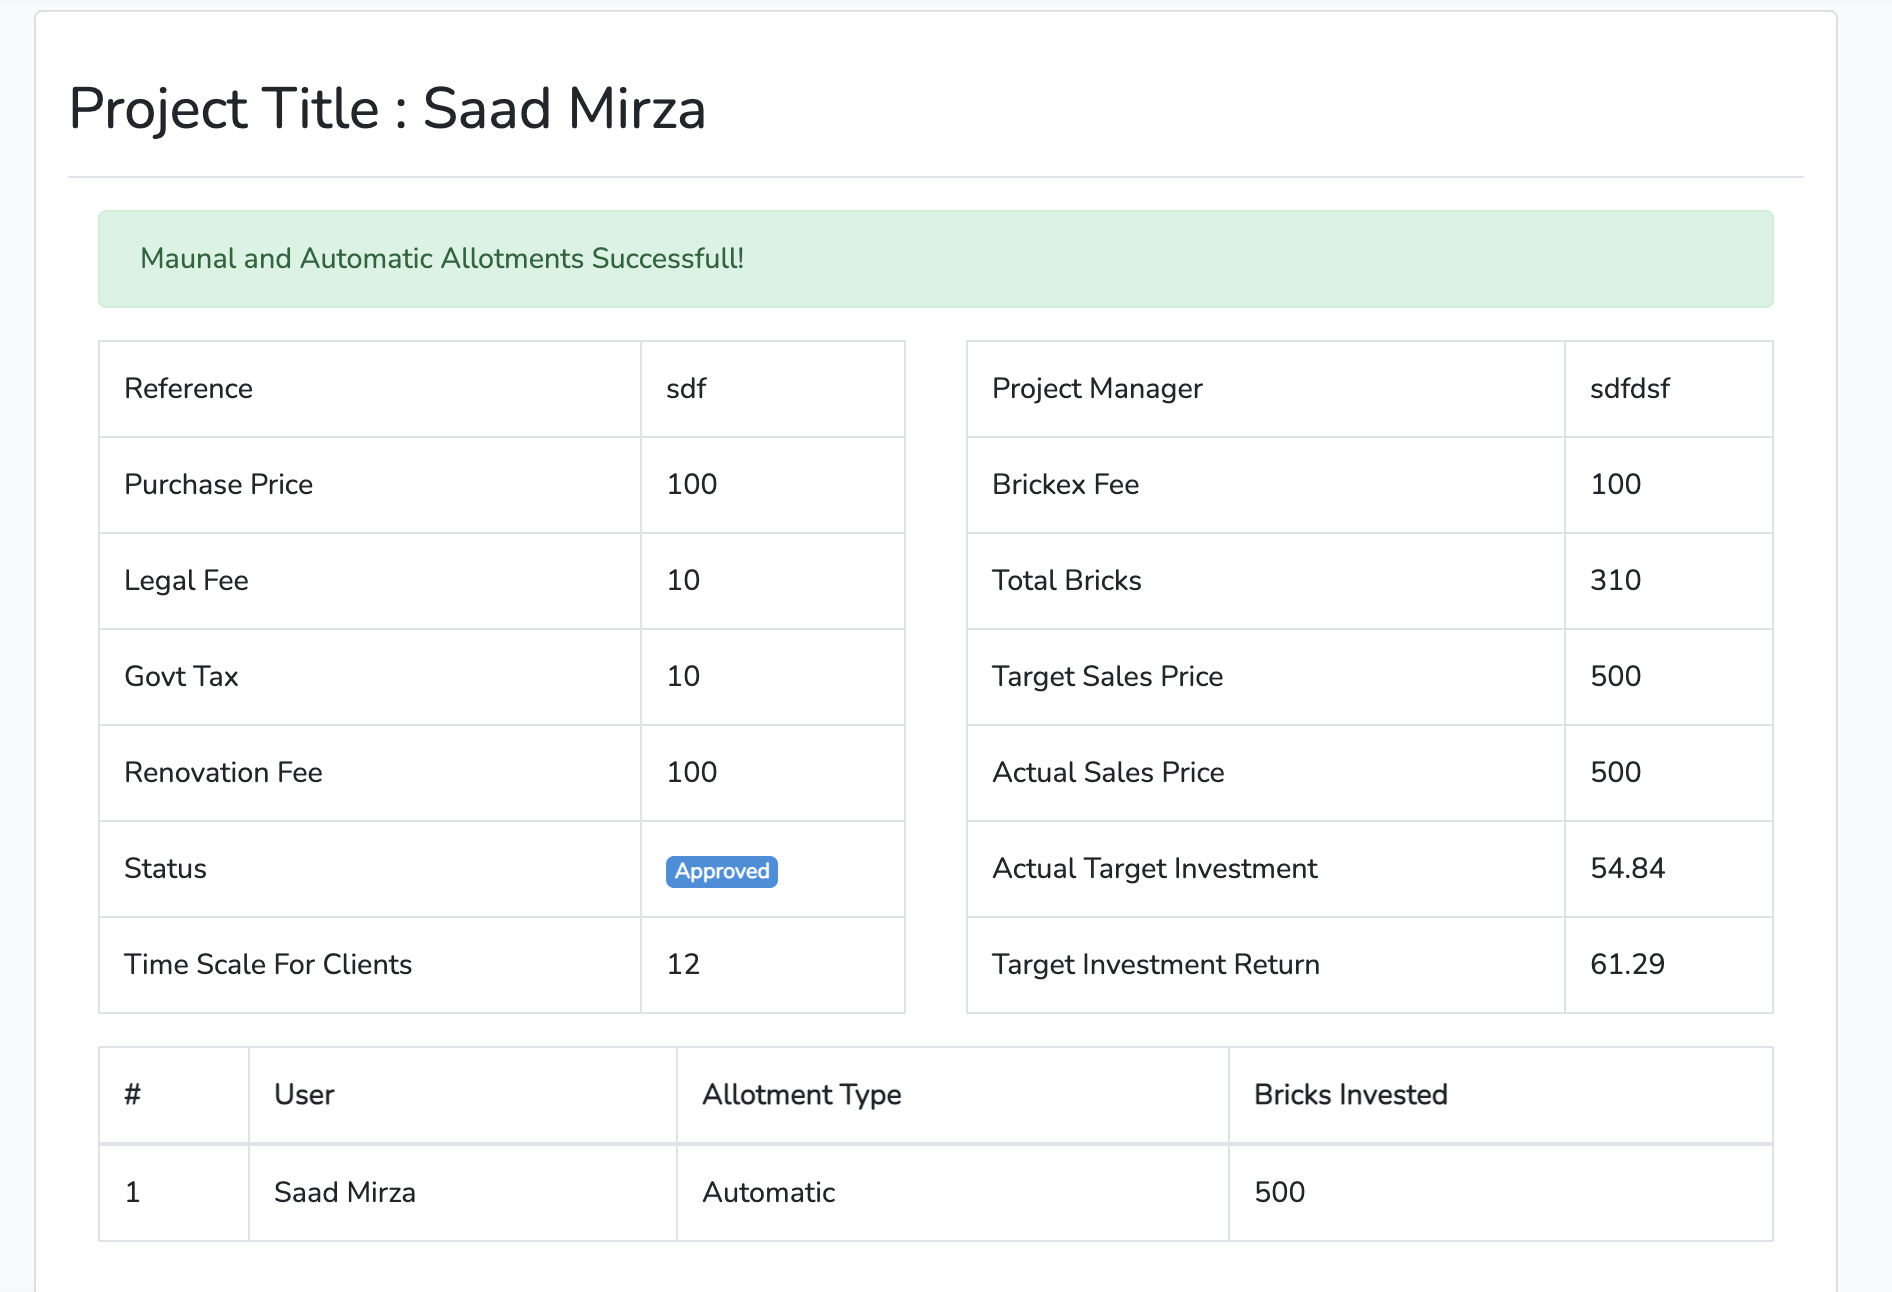 Project Title : Saad Mirza
Maunal and Automatic Allotments Successfull!
Reference sdf
Purchase Price 100
Legal Fee 10
Govt Tax 10
Renovation Fee 100
Status Approved
Time Scale For Clients 12
Project Manager sdfdsf
Brickex Fee 100
Total Bricks 310
Target Sales Price 500
Actual Sales Price 500
Actual Target Investment 54.84
Target Investment Return 61.29
# User Allotment Type Bricks Invested
1 Saad Mirza Automatic 500